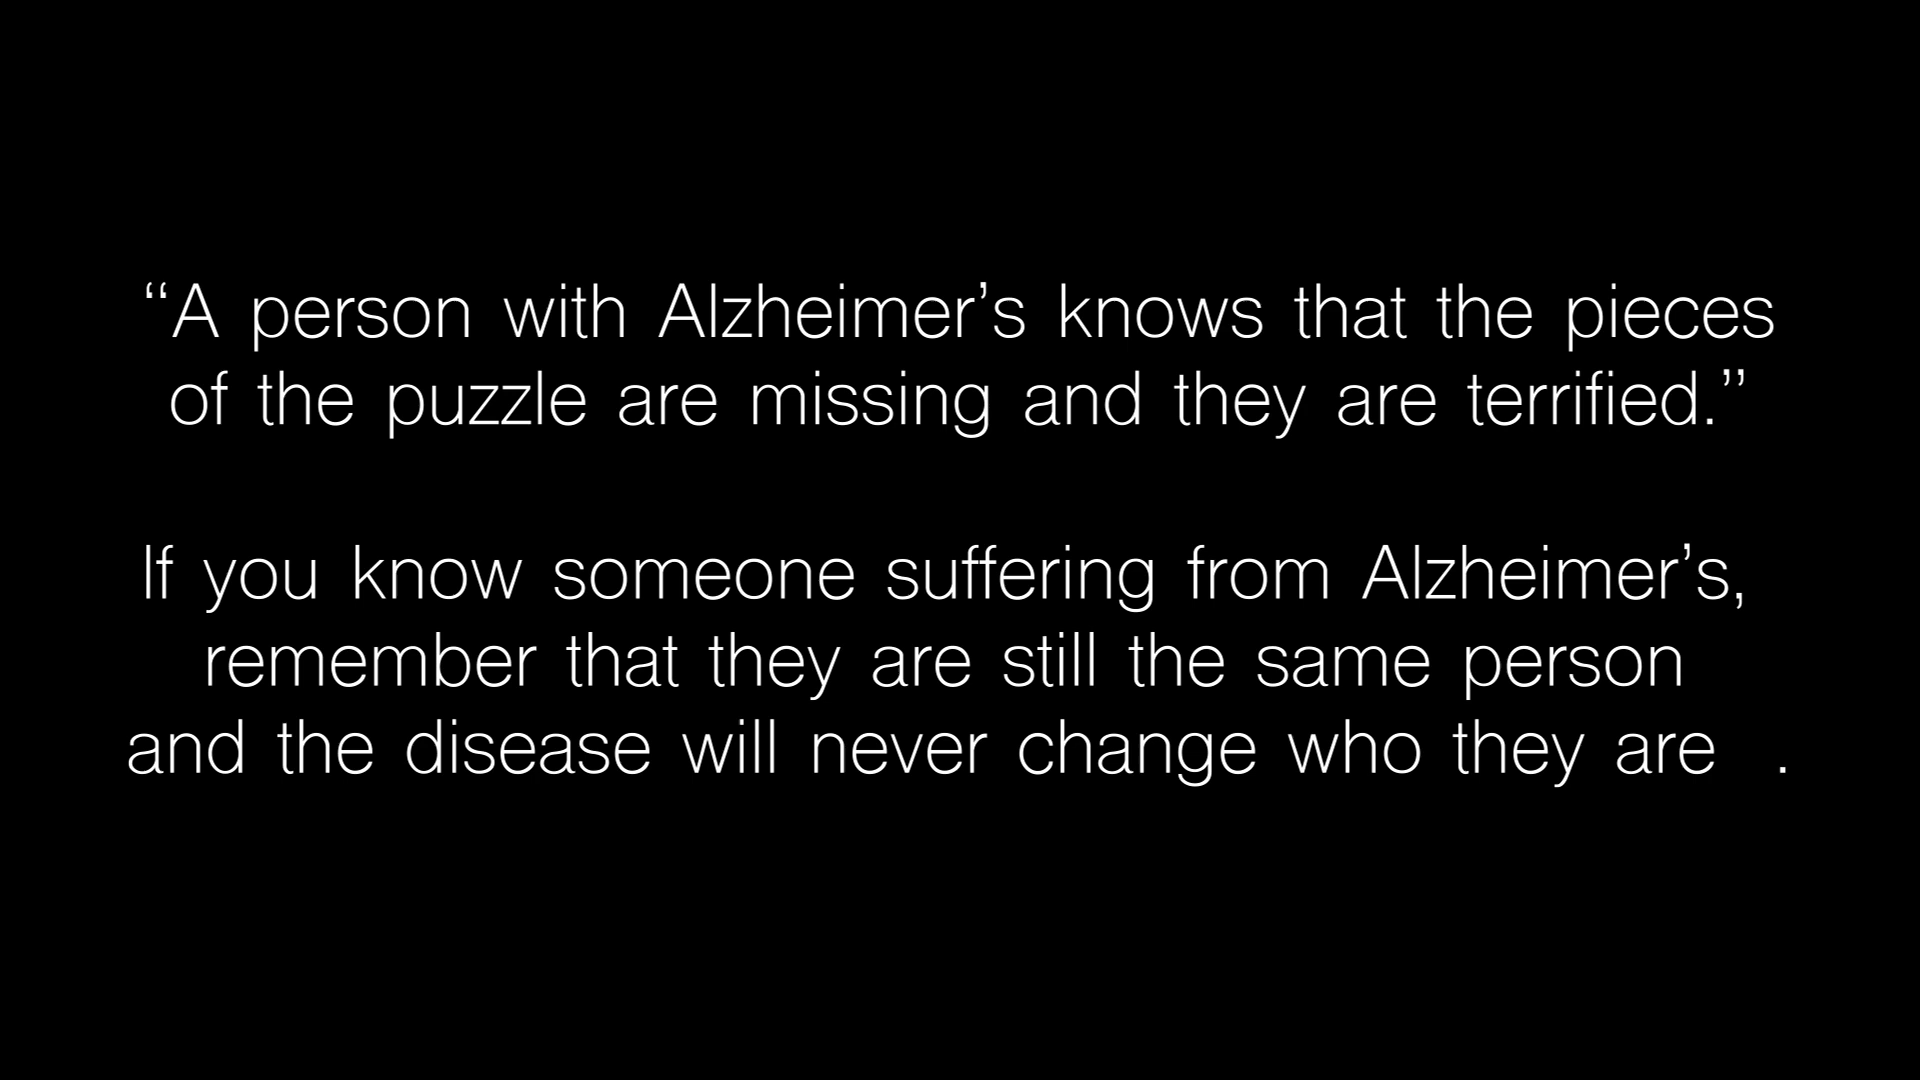 “A person with Alzheimer’s knows that the pieces
of the puzzle are missing and they are terrified.”
If you know someone suffering from Alzheimer’s,
remember that they are still the same person
and the disease will never change who they are .